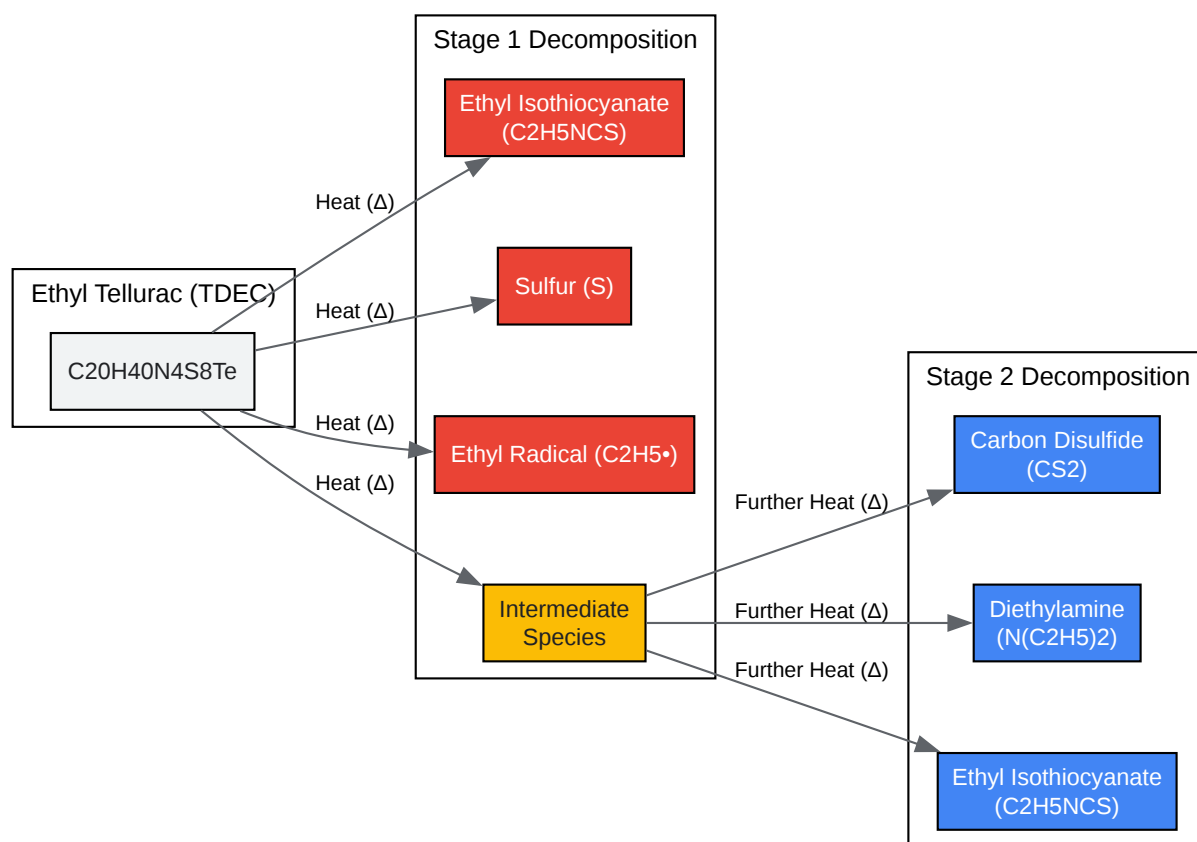 Stage 1 Decomposition
Ethyl Isothiocyanate
(C2H5NCS)
Heat (Δ)
Sulfur (S)
Ethyl Tellurac (TDEC)
Heat (Δ)
C20H40N4S8Te
Stage 2 Decomposition
Heat (Δ)
Ethyl Radical (C2H5•)
Carbon Disulfide
(CS2)
Heat (Δ)
Further Heat (Δ)
Intermediate
Species
Further Heat (Δ)
Diethylamine
(N(C2H5)2)
Further Heat (Δ)
Ethyl Isothiocyanate
(C2H5NCS)